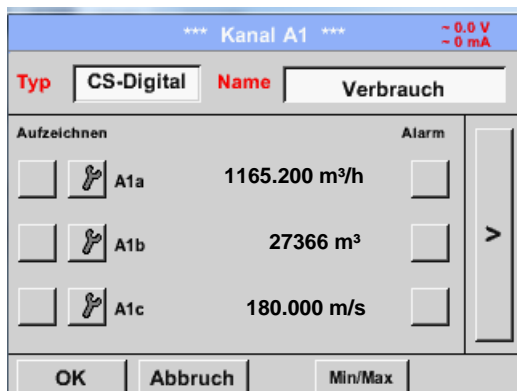 *** Kanal A1 *** ~ 0.0 V
~ 0 mA
Typ CS-Digital Name Verbrauch
Aufzeichnen Alarm
A1a 1165.200 m³/h
A1b 27366 m³ >
A1c 180.000 m/s
OK Abbruch Min/Max